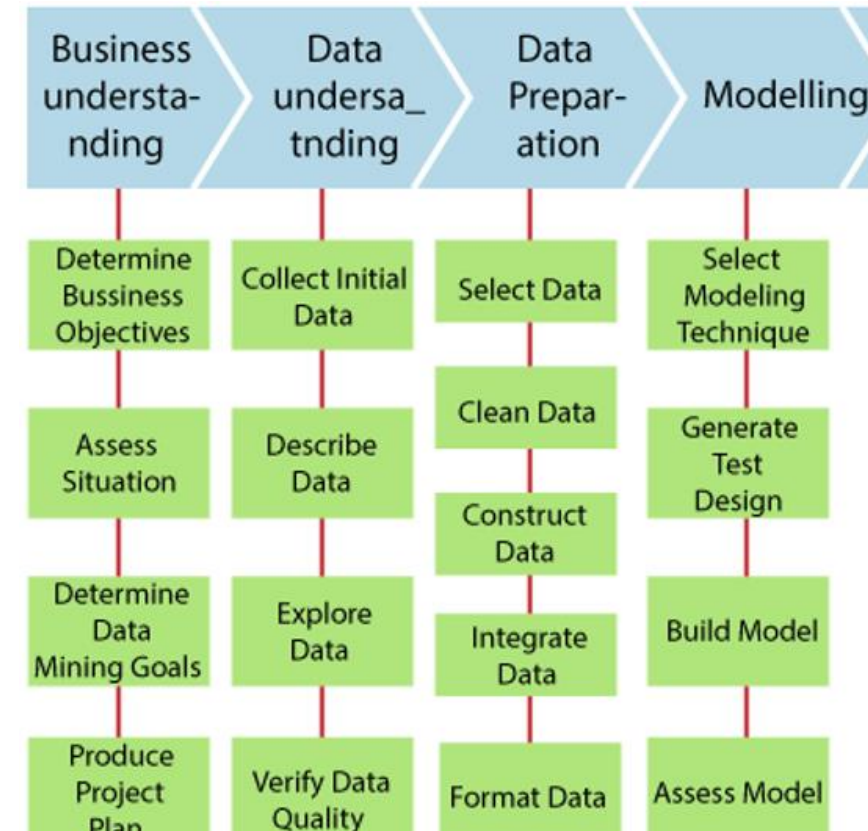 Business
understa-
nding
Data
undersa_
tnding
Data
Prepar-
ation
Modelling
Determine
Bussiness
Objectives
Assess
Situation
Determine
Data
Mining Goals
Produce
Project
Plan
Collect Initial
Data
Describe
Data
Explore
Data
Verify Data
Quality
Select Data
Clean Data
Construct
Data
Integrate
Data
Format Data
Select
Modeling
Technique
Generate
Test
Design
Build Model
Assess Model